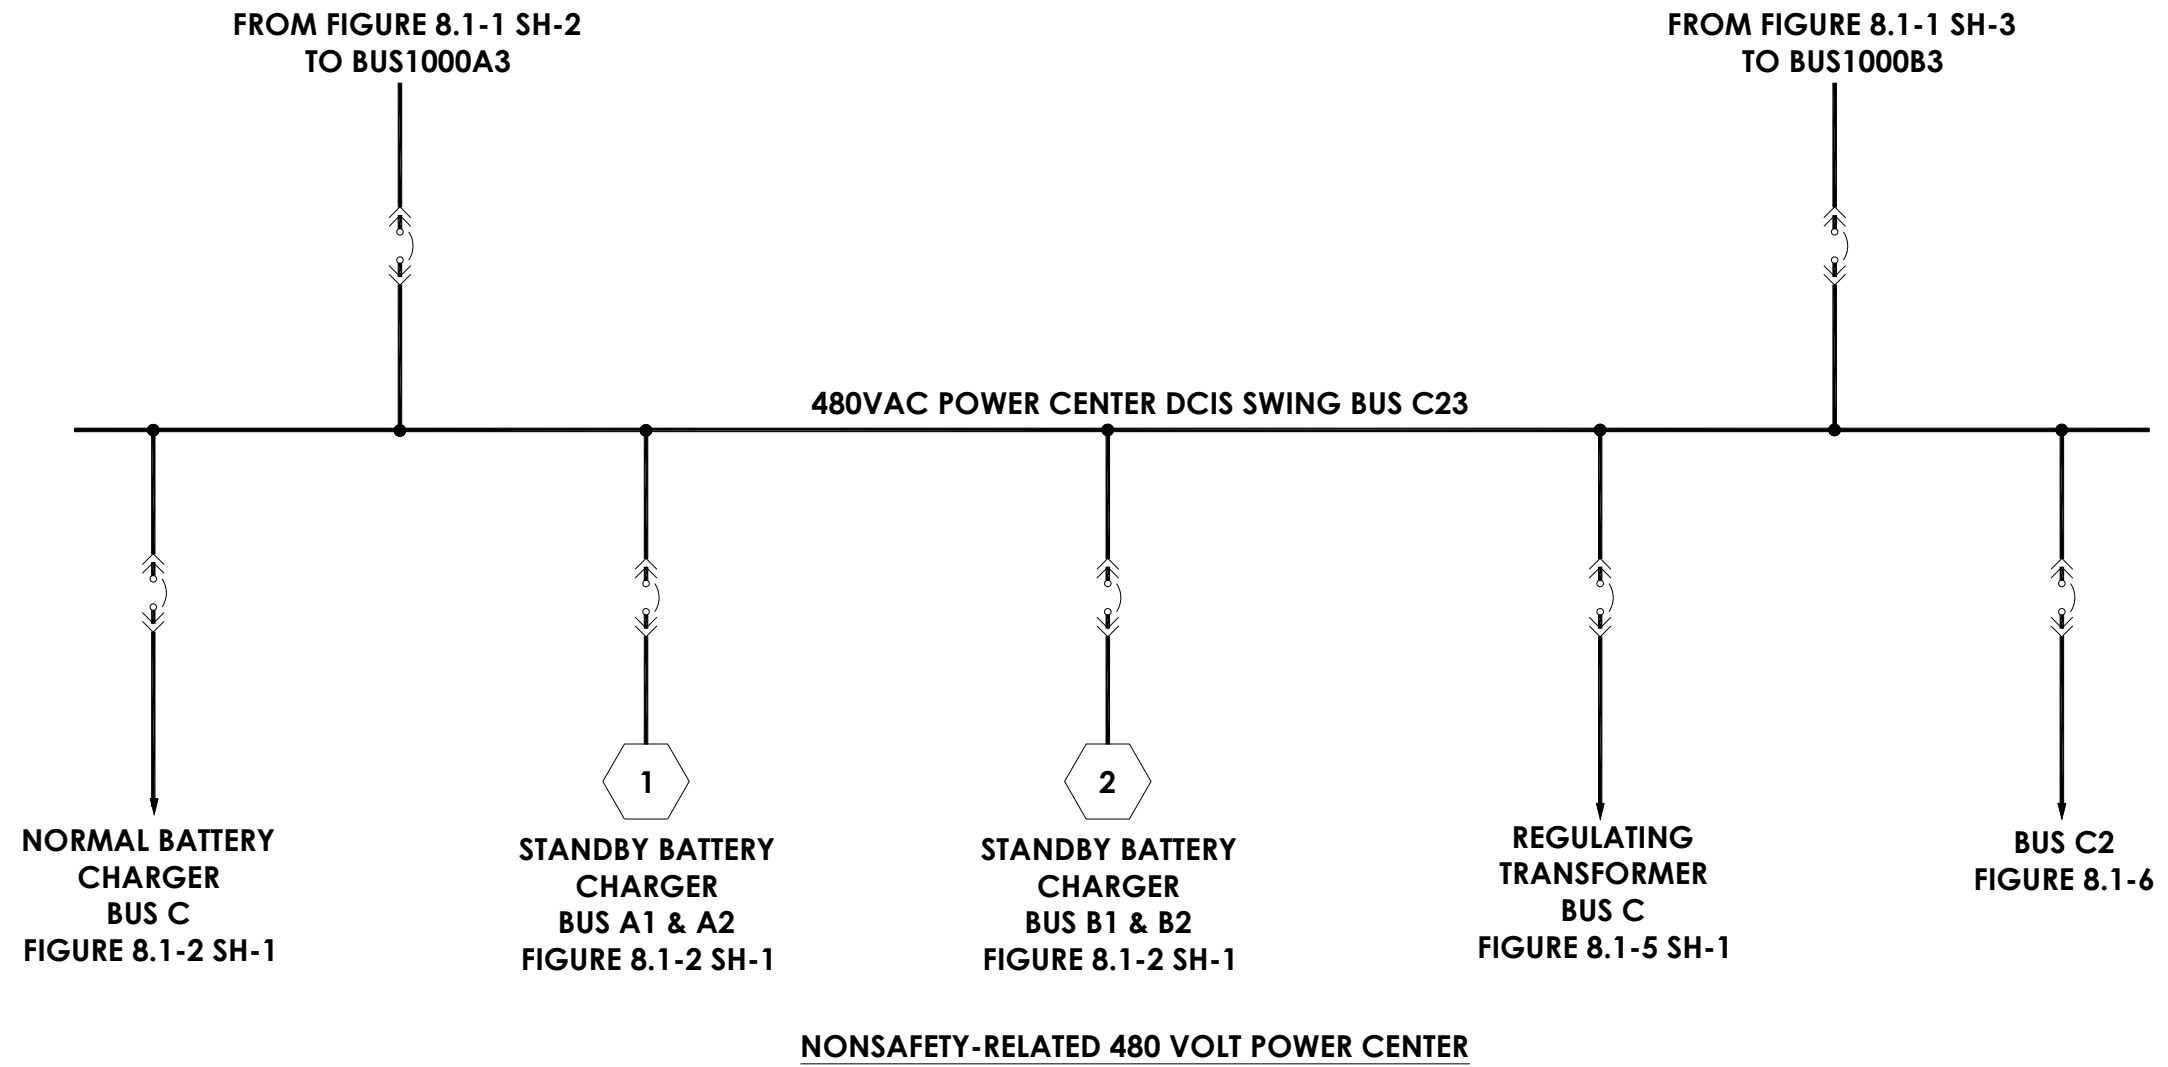 FROM FIGURE 8.1-1 SH-2
TO BUS1000A3
FROM FIGURE 8.1-1 SH-3
TO BUS1000B3
480VAC POWER CENTER DCIS SWING BUS C23
NORMAL BATTERY
CHARGER
BUS C
FIGURE 8.1-2 SH-1
1
STANDBY BATTERY
CHARGER
BUS A1 & A2
FIGURE 8.1-2 SH-1
2
STANDBY BATTERY
CHARGER
BUS B1 & B2
FIGURE 8.1-2 SH-1
REGULATING
TRANSFORMER
BUS C
FIGURE 8.1-5 SH-1
BUS C2
FIGURE 8.1-6
NONSAFETY-RELATED 480 VOLT POWER CENTER